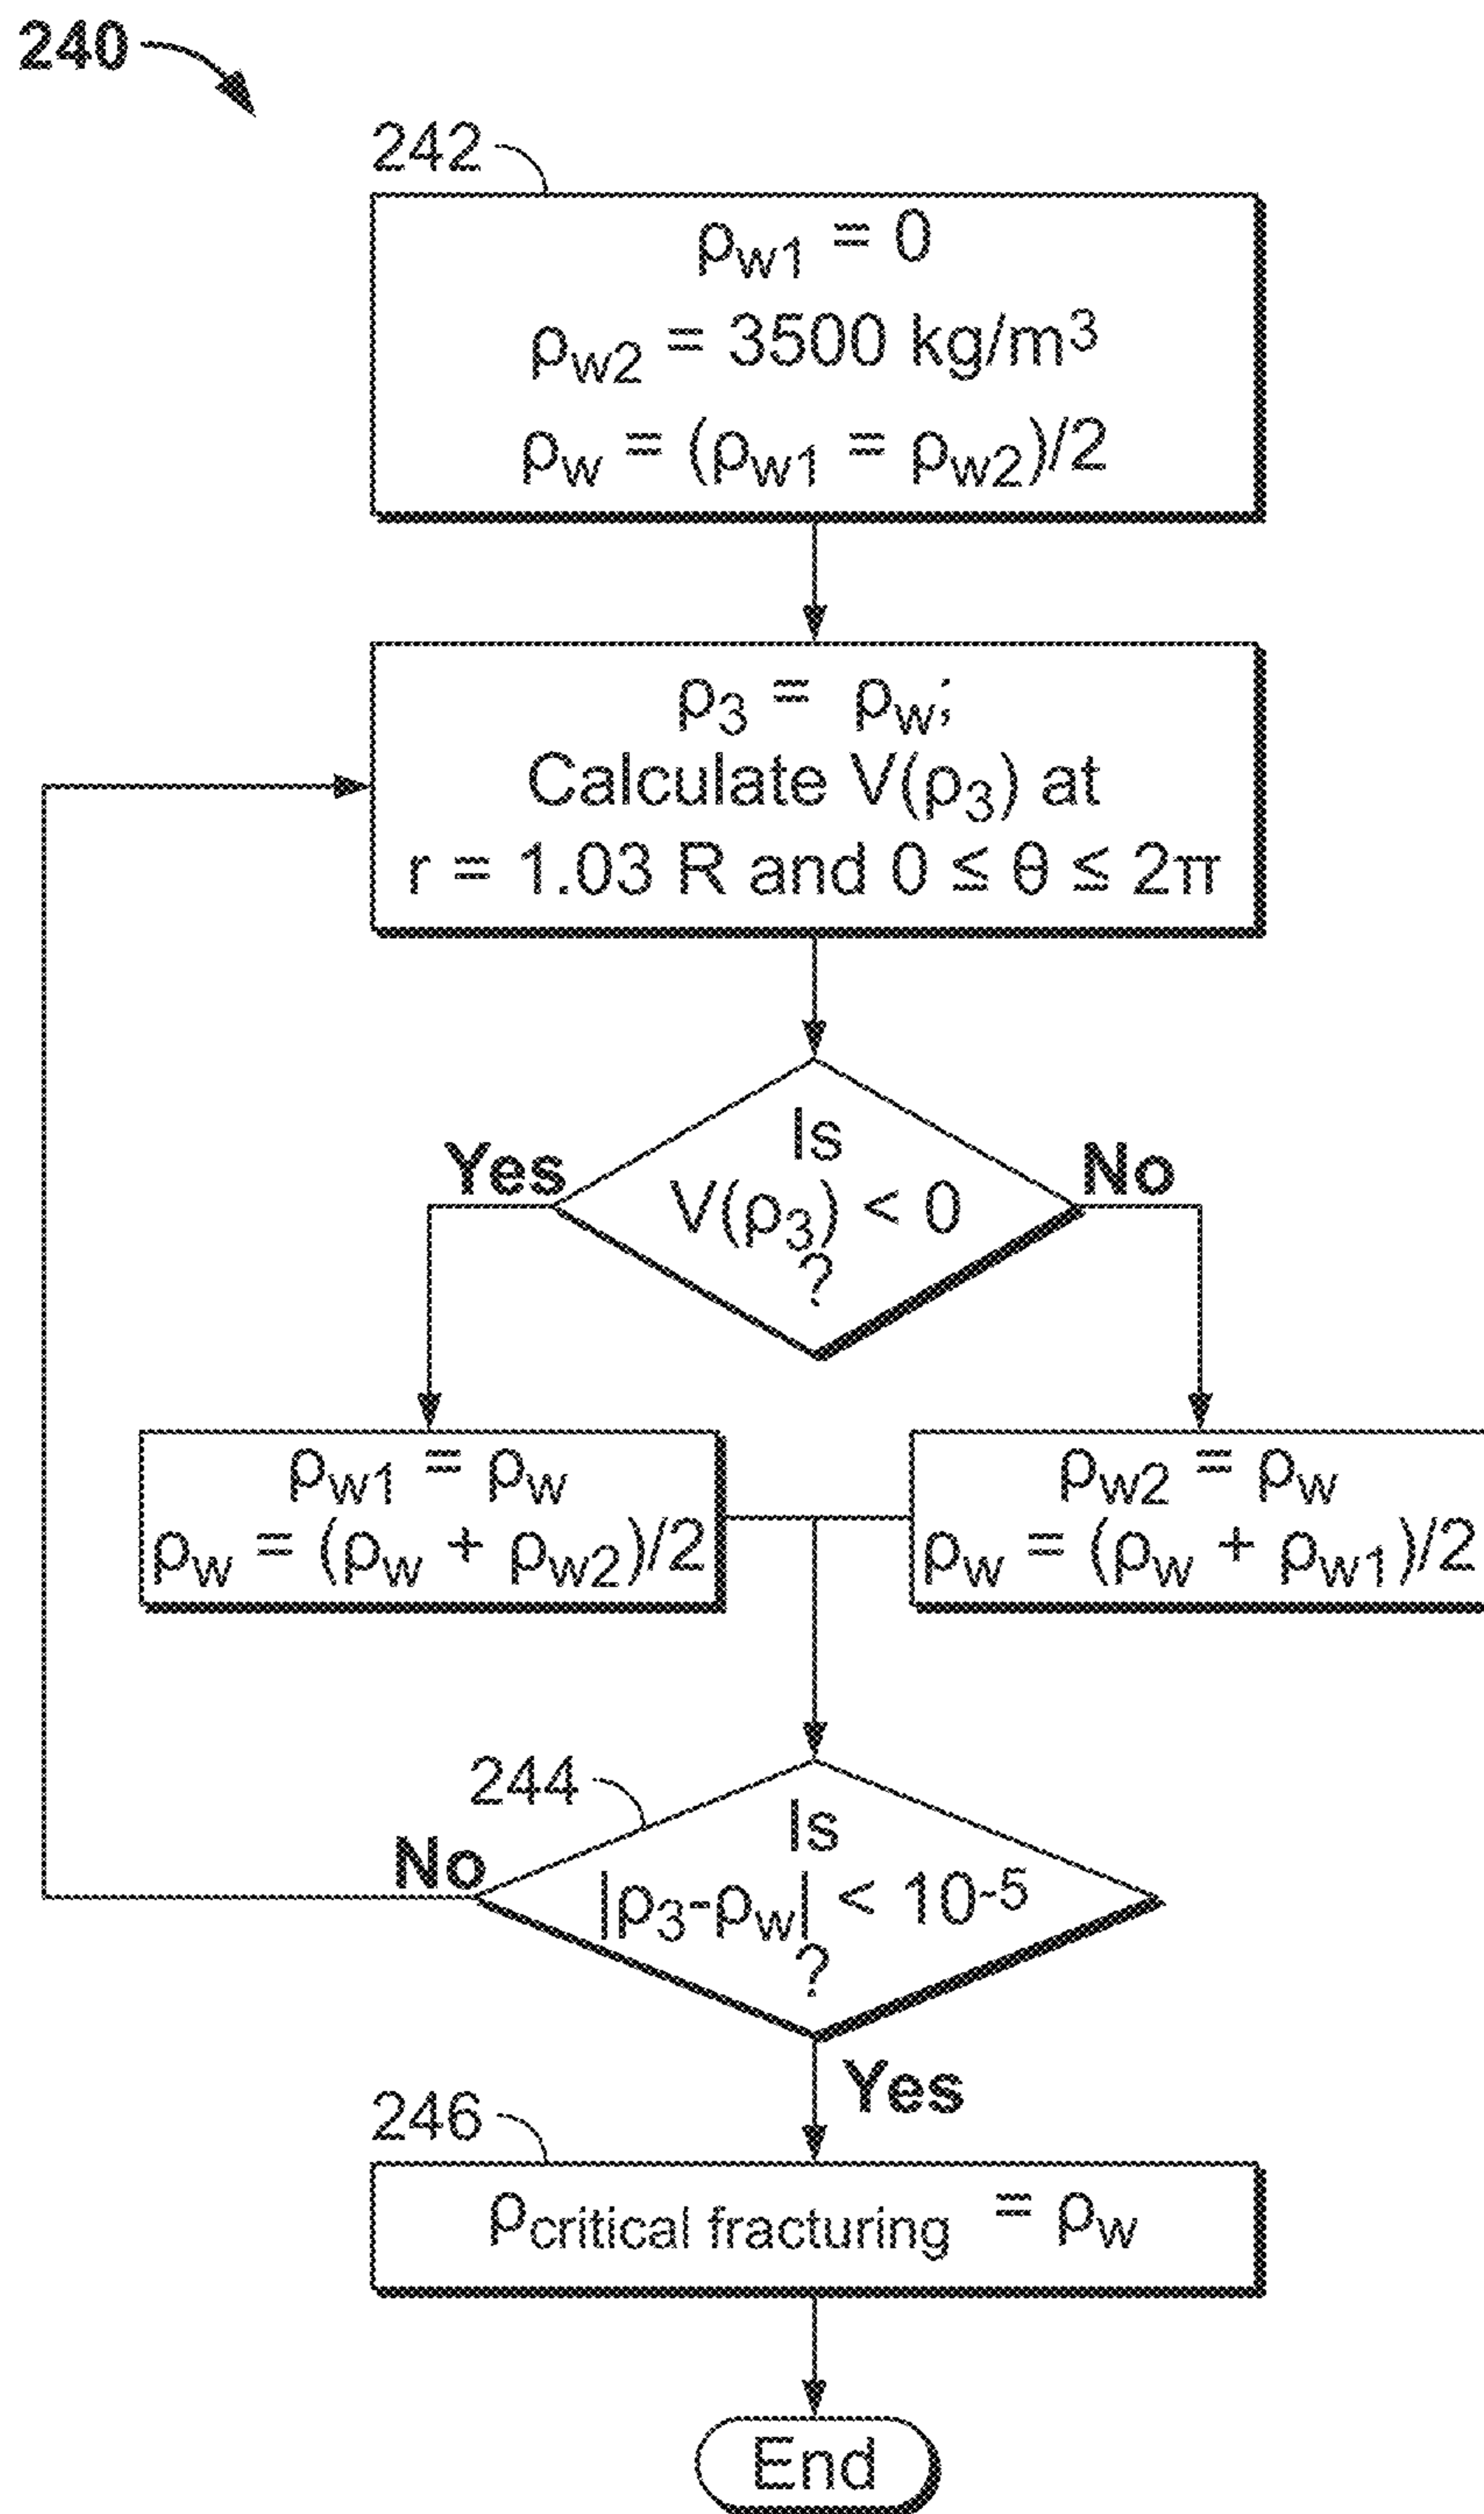 240
242
ρw1 = 0
ρw2 = 3500 kg/m³
ρw = (ρw1 = ρw2)/2
ρ3 = ρw;
Calculate V(ρ3) at
r = 1.03 R and 0 ≤ θ ≤ 2π
Is
V(ρ3) < 0
?
Yes
No
ρw1 = ρw
ρw = (ρw + ρw2)/2
ρw2 = ρw
ρw = (ρw + ρw1)/2
244
Is
|ρ3-ρw| < 10⁻⁵
?
No
Yes
246
ρcritical fracturing = ρw
End